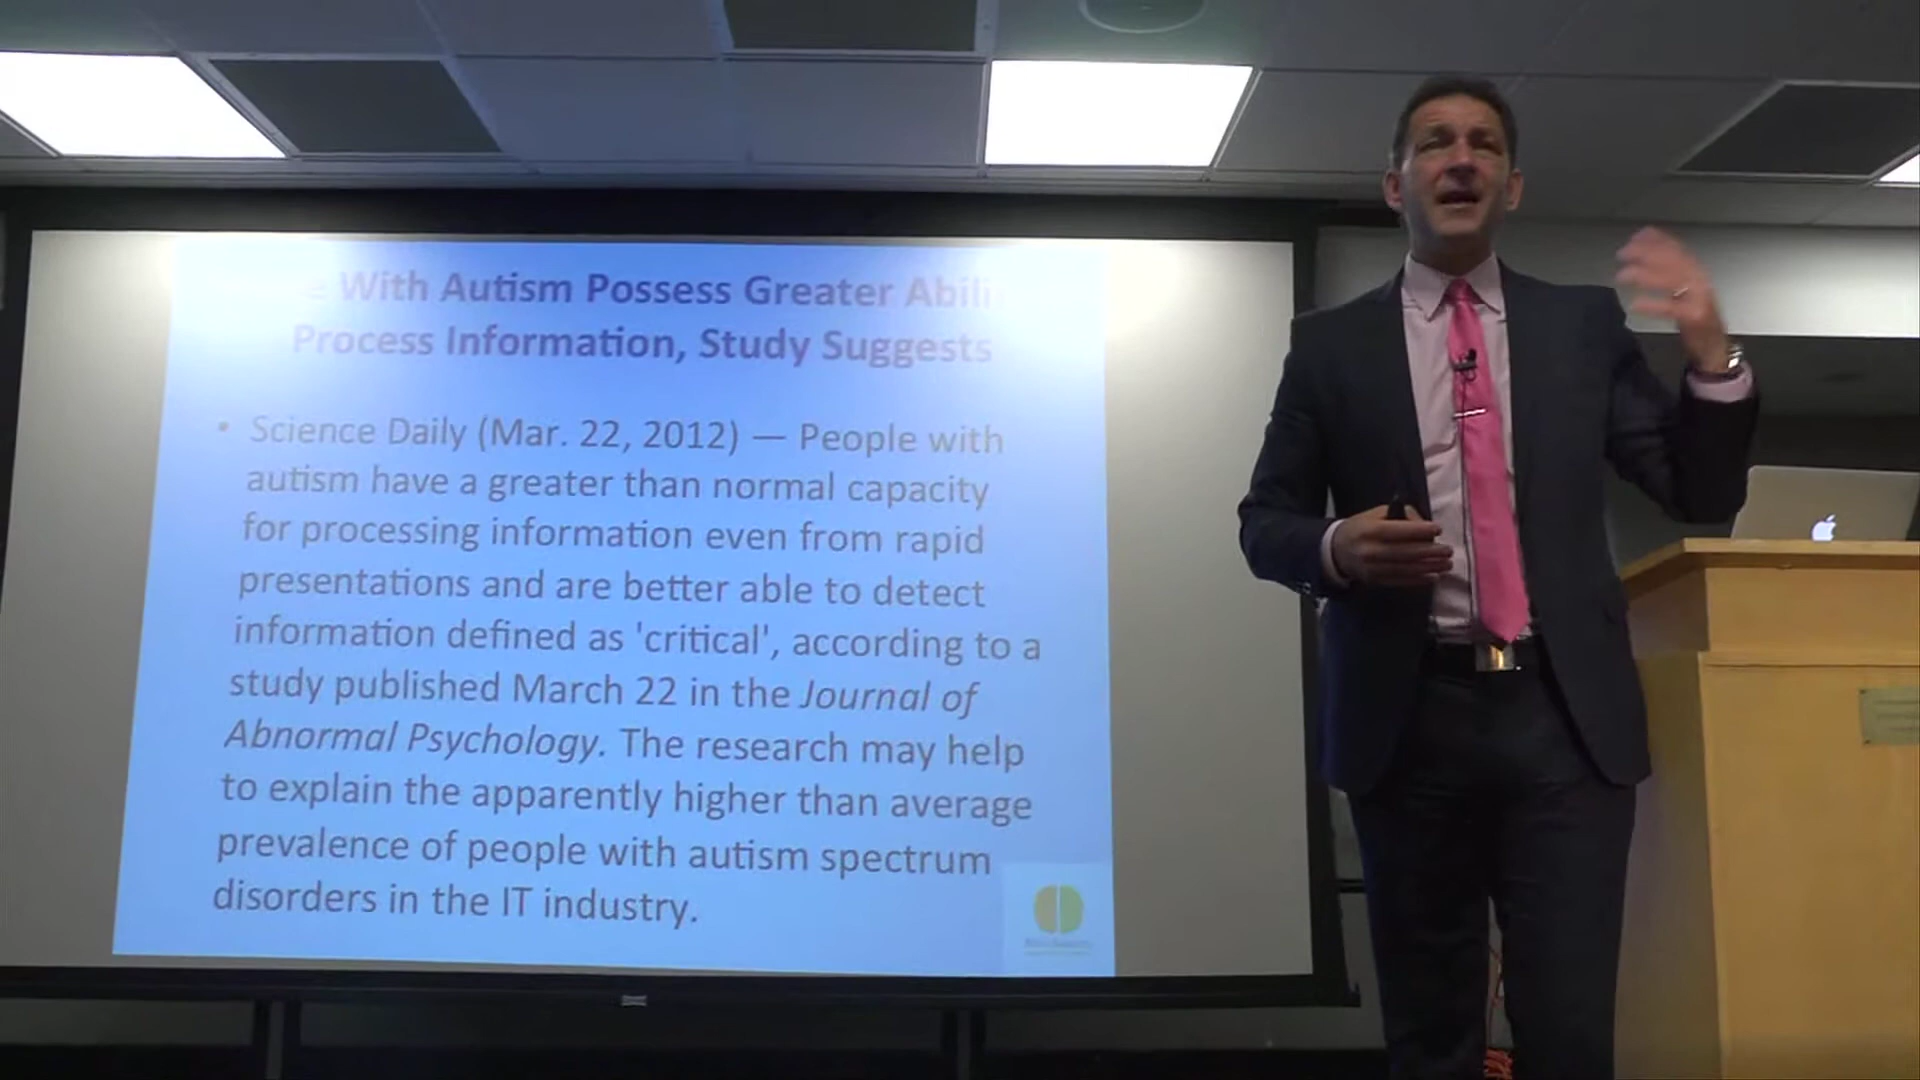 With Autism Possess Greater
Process Information, Study Suggests
• Science Daily (Mar. 22, 2012) — People with
autism have a greater than normal capacity
for processing information even from rapid
presentations and are better able to detect
information defined as 'critical', according to a
study published March 22 in the Journal of
Abnormal Psychology. The research may help
to explain the apparently higher than average
prevalence of people with autism spectrum
disorders in the IT industry.